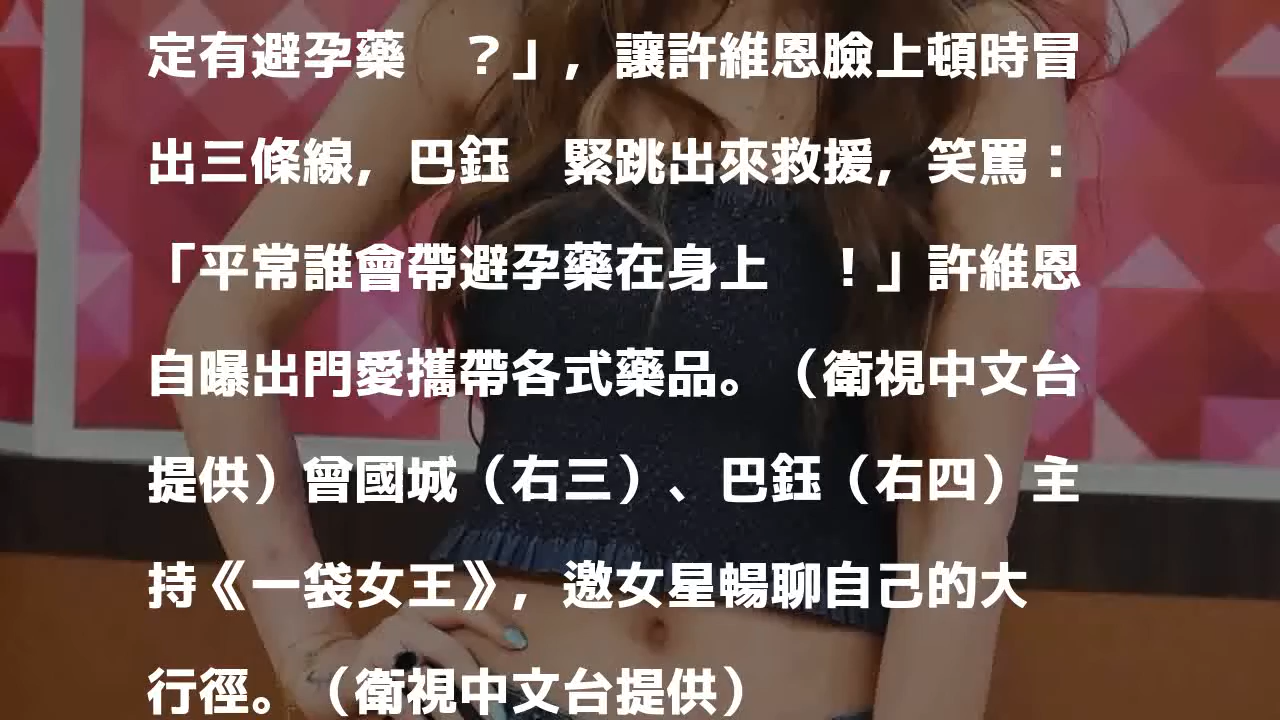 定有避孕藥　？」，讓許維恩臉上頓時冒
出三條線，巴鈺　緊跳出來救援，笑罵：
「平常誰會帶避孕藥在身上　！」許維恩
自曝出門愛攜帶各式藥品。（衛視中文台
提供）曾國城（右三）、巴鈺（右四）主
持《一袋女王》，邀女星暢聊自己的大
行徑。（衛視中文台提供）